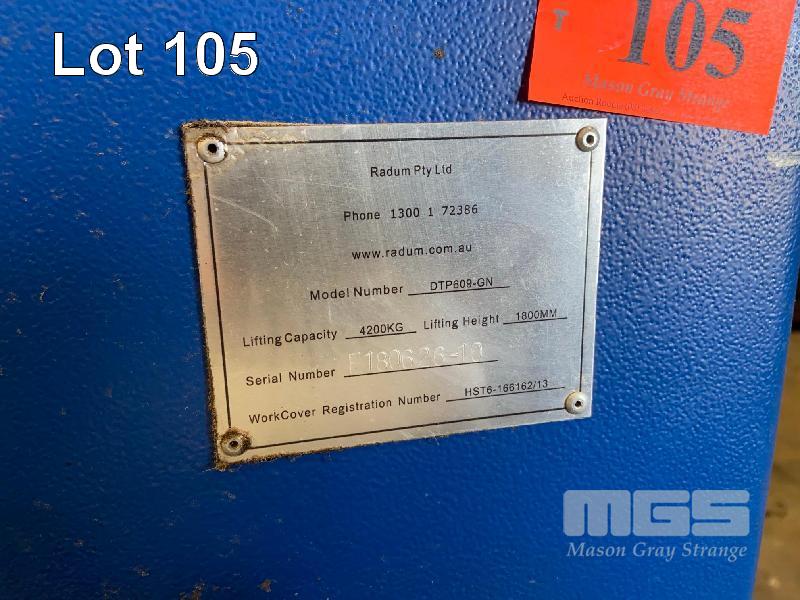 Lot 105
T 105
Mason Gray Strange
Radum Pty Ltd
Phone 1300 1 72386
www.radum.com.au
Model Number DTP609-GN
Lifting Capacity 4200KG Lifting Height 1800MM
Serial Number E180626-10
WorkCover Registration Number HST6-166162/13
MGS
Mason Gray Strange